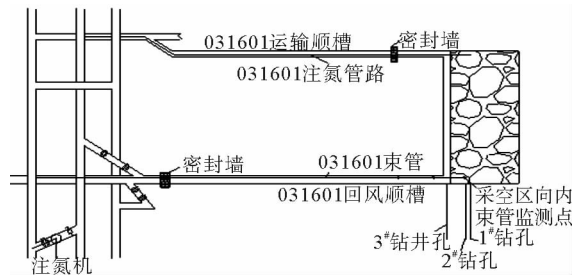 031601运输顺槽
密封墙
031601注氮管路
密封墙
031601束管
031601回风顺槽
采空区向内
束管监测点
1#钻孔
3#钻井孔
2#钻孔
注氮机